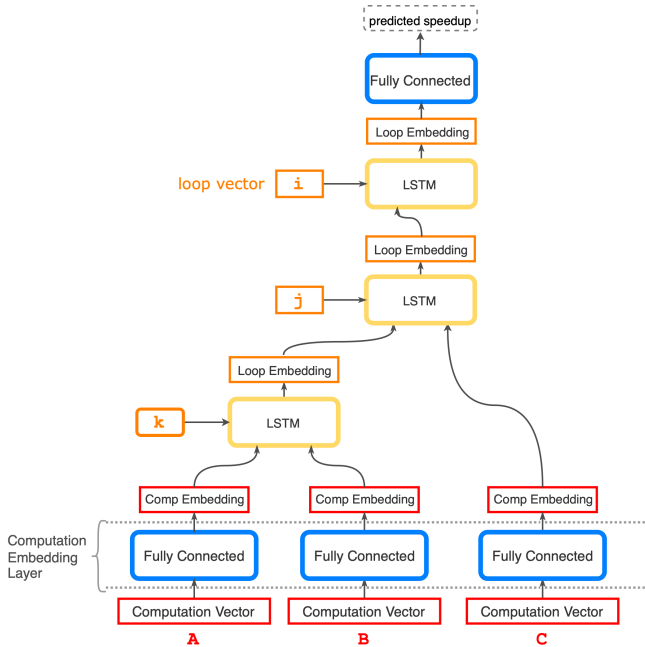 predicted speedup
Fully Connected
Loop Embedding
loop vector i LSTM
Loop Embedding
j LSTM
Loop Embedding
k LSTM
Comp Embedding Comp Embedding Comp Embedding
Computation
Embedding
Layer
Fully Connected Fully Connected Fully Connected
Computation Vector Computation Vector Computation Vector
A B C